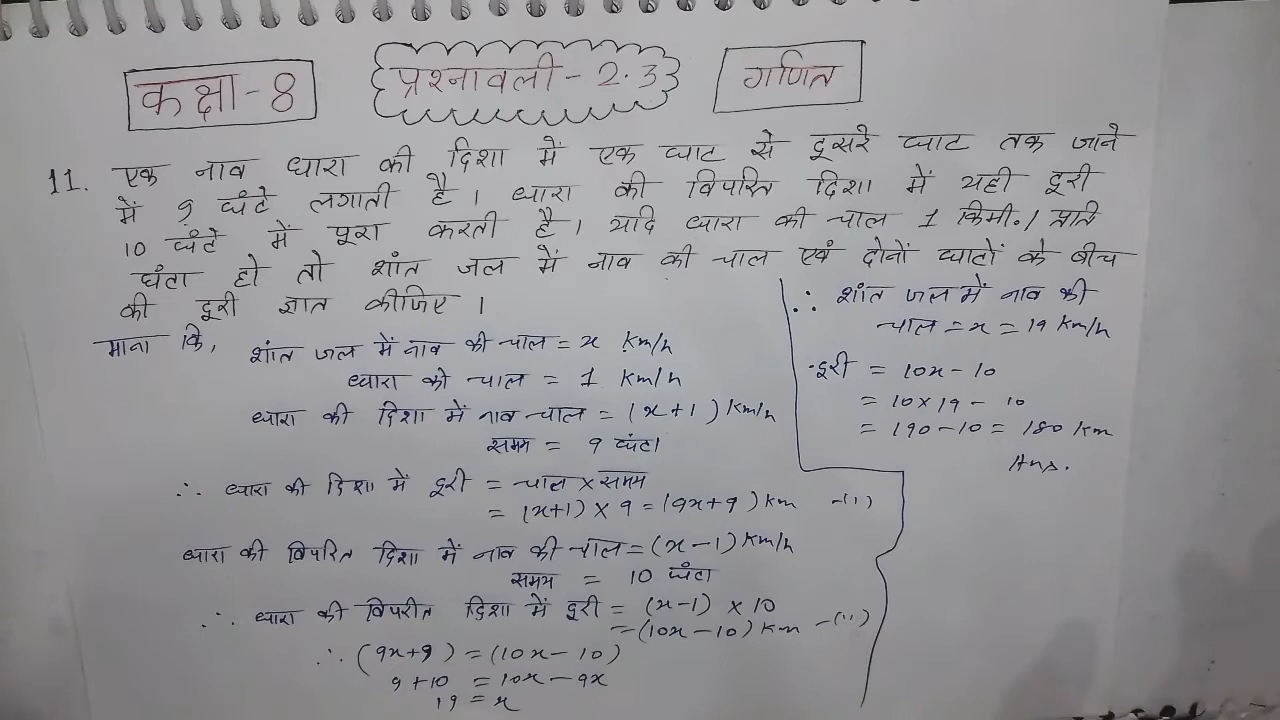 कक्षा-8
प्रश्नावली-2.3
गणित
11. एक नाव धारा की दिशा में एक घाट से दूसरे घाट तक जाने
में 9 घंटे लगाती है। धारा की विपरित दिशा में यही दूरी
10 घंटे में पूरा करती है। यदि धारा की चाल 1 किमी./प्रति
घंटा हो तो शांत जल में नाव की चाल एवं दोनों घाटों के बीच
की दूरी ज्ञात कीजिए।
माना कि, शांत जल में नाव की चाल = x km/h
धारा की चाल = 1 km/h
धारा की दिशा में नाव चाल = (x+1) km/h
समय = 9 घंटा
∴ धारा की दिशा में दूरी = चाल × समय
= (x+1) × 9 = (9x+9) km -(i)
धारा की विपरित दिशा में नाव की चाल = (x-1) km/h
समय = 10 घंटा
∴ धारा की विपरीत दिशा में दूरी = (x-1) × 10
= (10x-10) km -(ii)
∴ (9x+9) = (10x-10)
9+10 = 10x-9x
19 = x
∴ शांत जल में नाव की
चाल = x = 19 km/h
∙ दूरी = 10x-10
= 10×19-10
= 190-10 = 180 km
Ans.